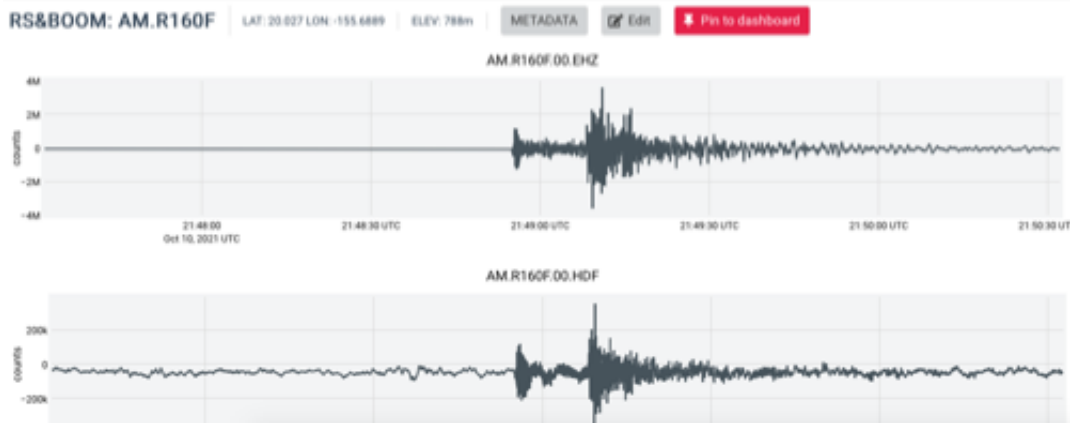 RS&BOOM: AM.R160F LAT: 20.027 LON: -155.6889 ELEV: 788m METADATA Edit Pin to dashboard
AM.R160F.00.EHZ
4M
2M
0
−2M
−4M
counts
21:48:00 21:48:30 UTC 21:49:00 UTC 21:49:30 UTC 21:50:00 UTC 21:50:30 UT
Oct 10, 2021 UTC
AM.R160F.00.HDF
200k
0
−200k
counts